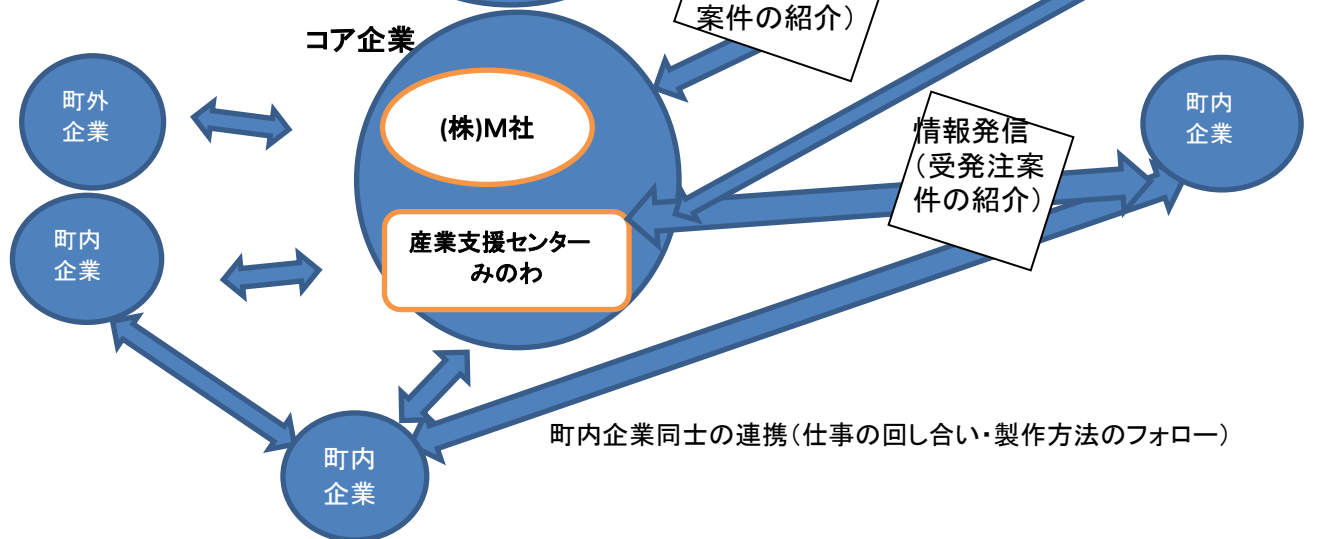 案件の紹介）
コア企業
町外
企業
(株)M社
町内
企業
情報発信
（受発注案
件の紹介）
町内
企業
産業支援センター
みのわ
町内企業同士の連携（仕事の回し合い・製作方法のフォロー）
町内
企業